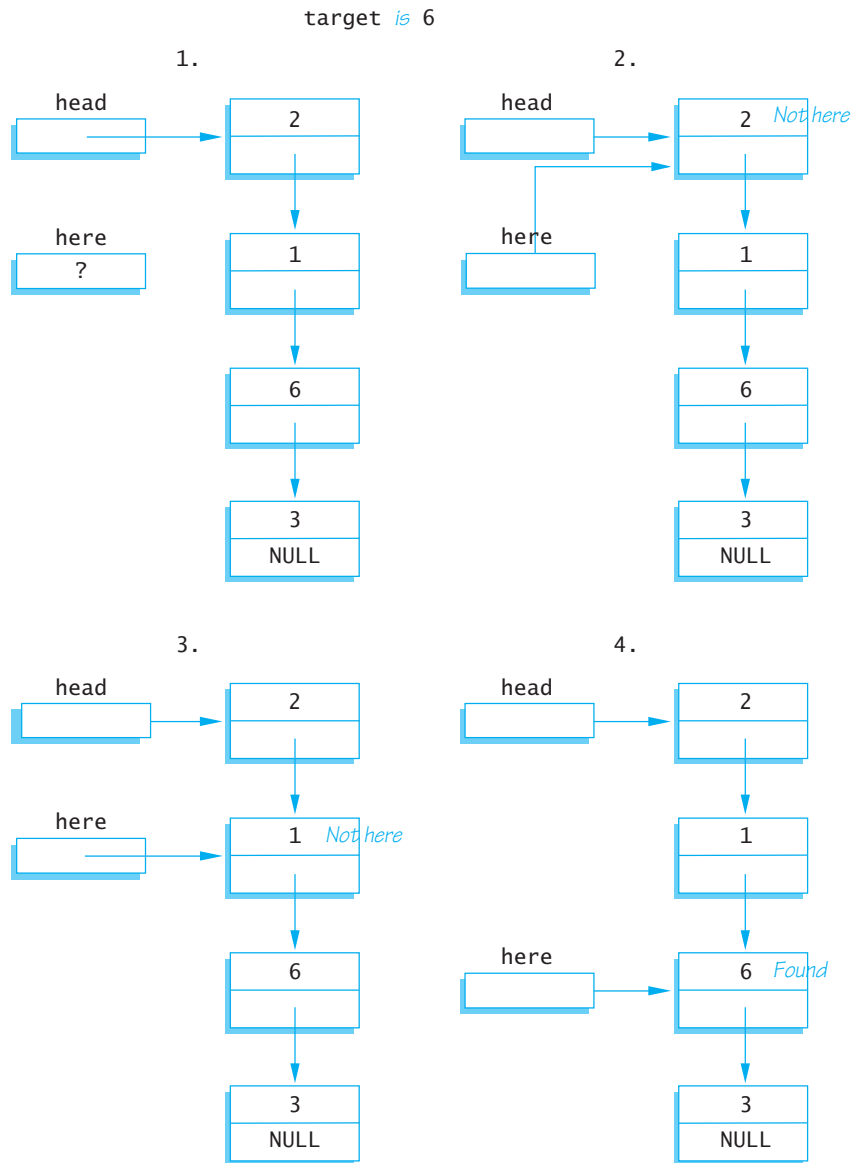 target is 6
1.
head
2
here
?
1
6
3
NULL
2.
head
2 Not here
here
1
6
3
NULL
3.
head
2
here
1 Not here
6
3
NULL
4.
head
2
1
here
6 Found
3
NULL